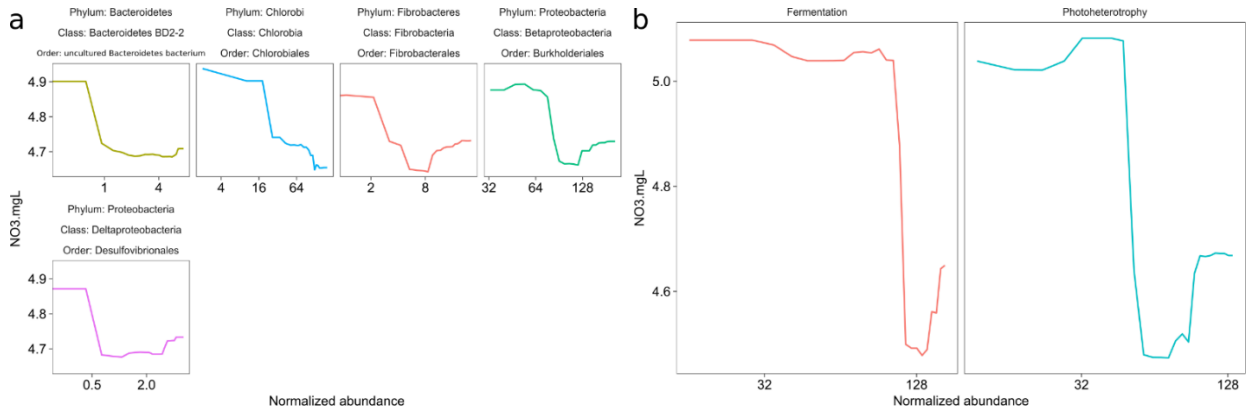 a
Phylum: Bacteroidetes
Class: Bacteroidetes BD2-2
Order: uncultured Bacteroidetes bacterium
Phylum: Chlorobi
Class: Chlorobia
Order: Chlorobiales
Phylum: Fibrobacteres
Class: Fibrobacteria
Order: Fibrobacterales
Phylum: Proteobacteria
Class: Betaproteobacteria
Order: Burkholderiales
4.9
4.8
4.7
1 4
4 16 64
2 8
32 64 128
NO3.mgL
Phylum: Proteobacteria
Class: Deltaproteobacteria
Order: Desulfovibrionales
4.9
4.8
4.7
0.5 2.0
Normalized abundance
b
Fermentation
Photoheterotrophy
NO3.mgL
5.0
4.8
4.6
32 128
32 128
Normalized abundance